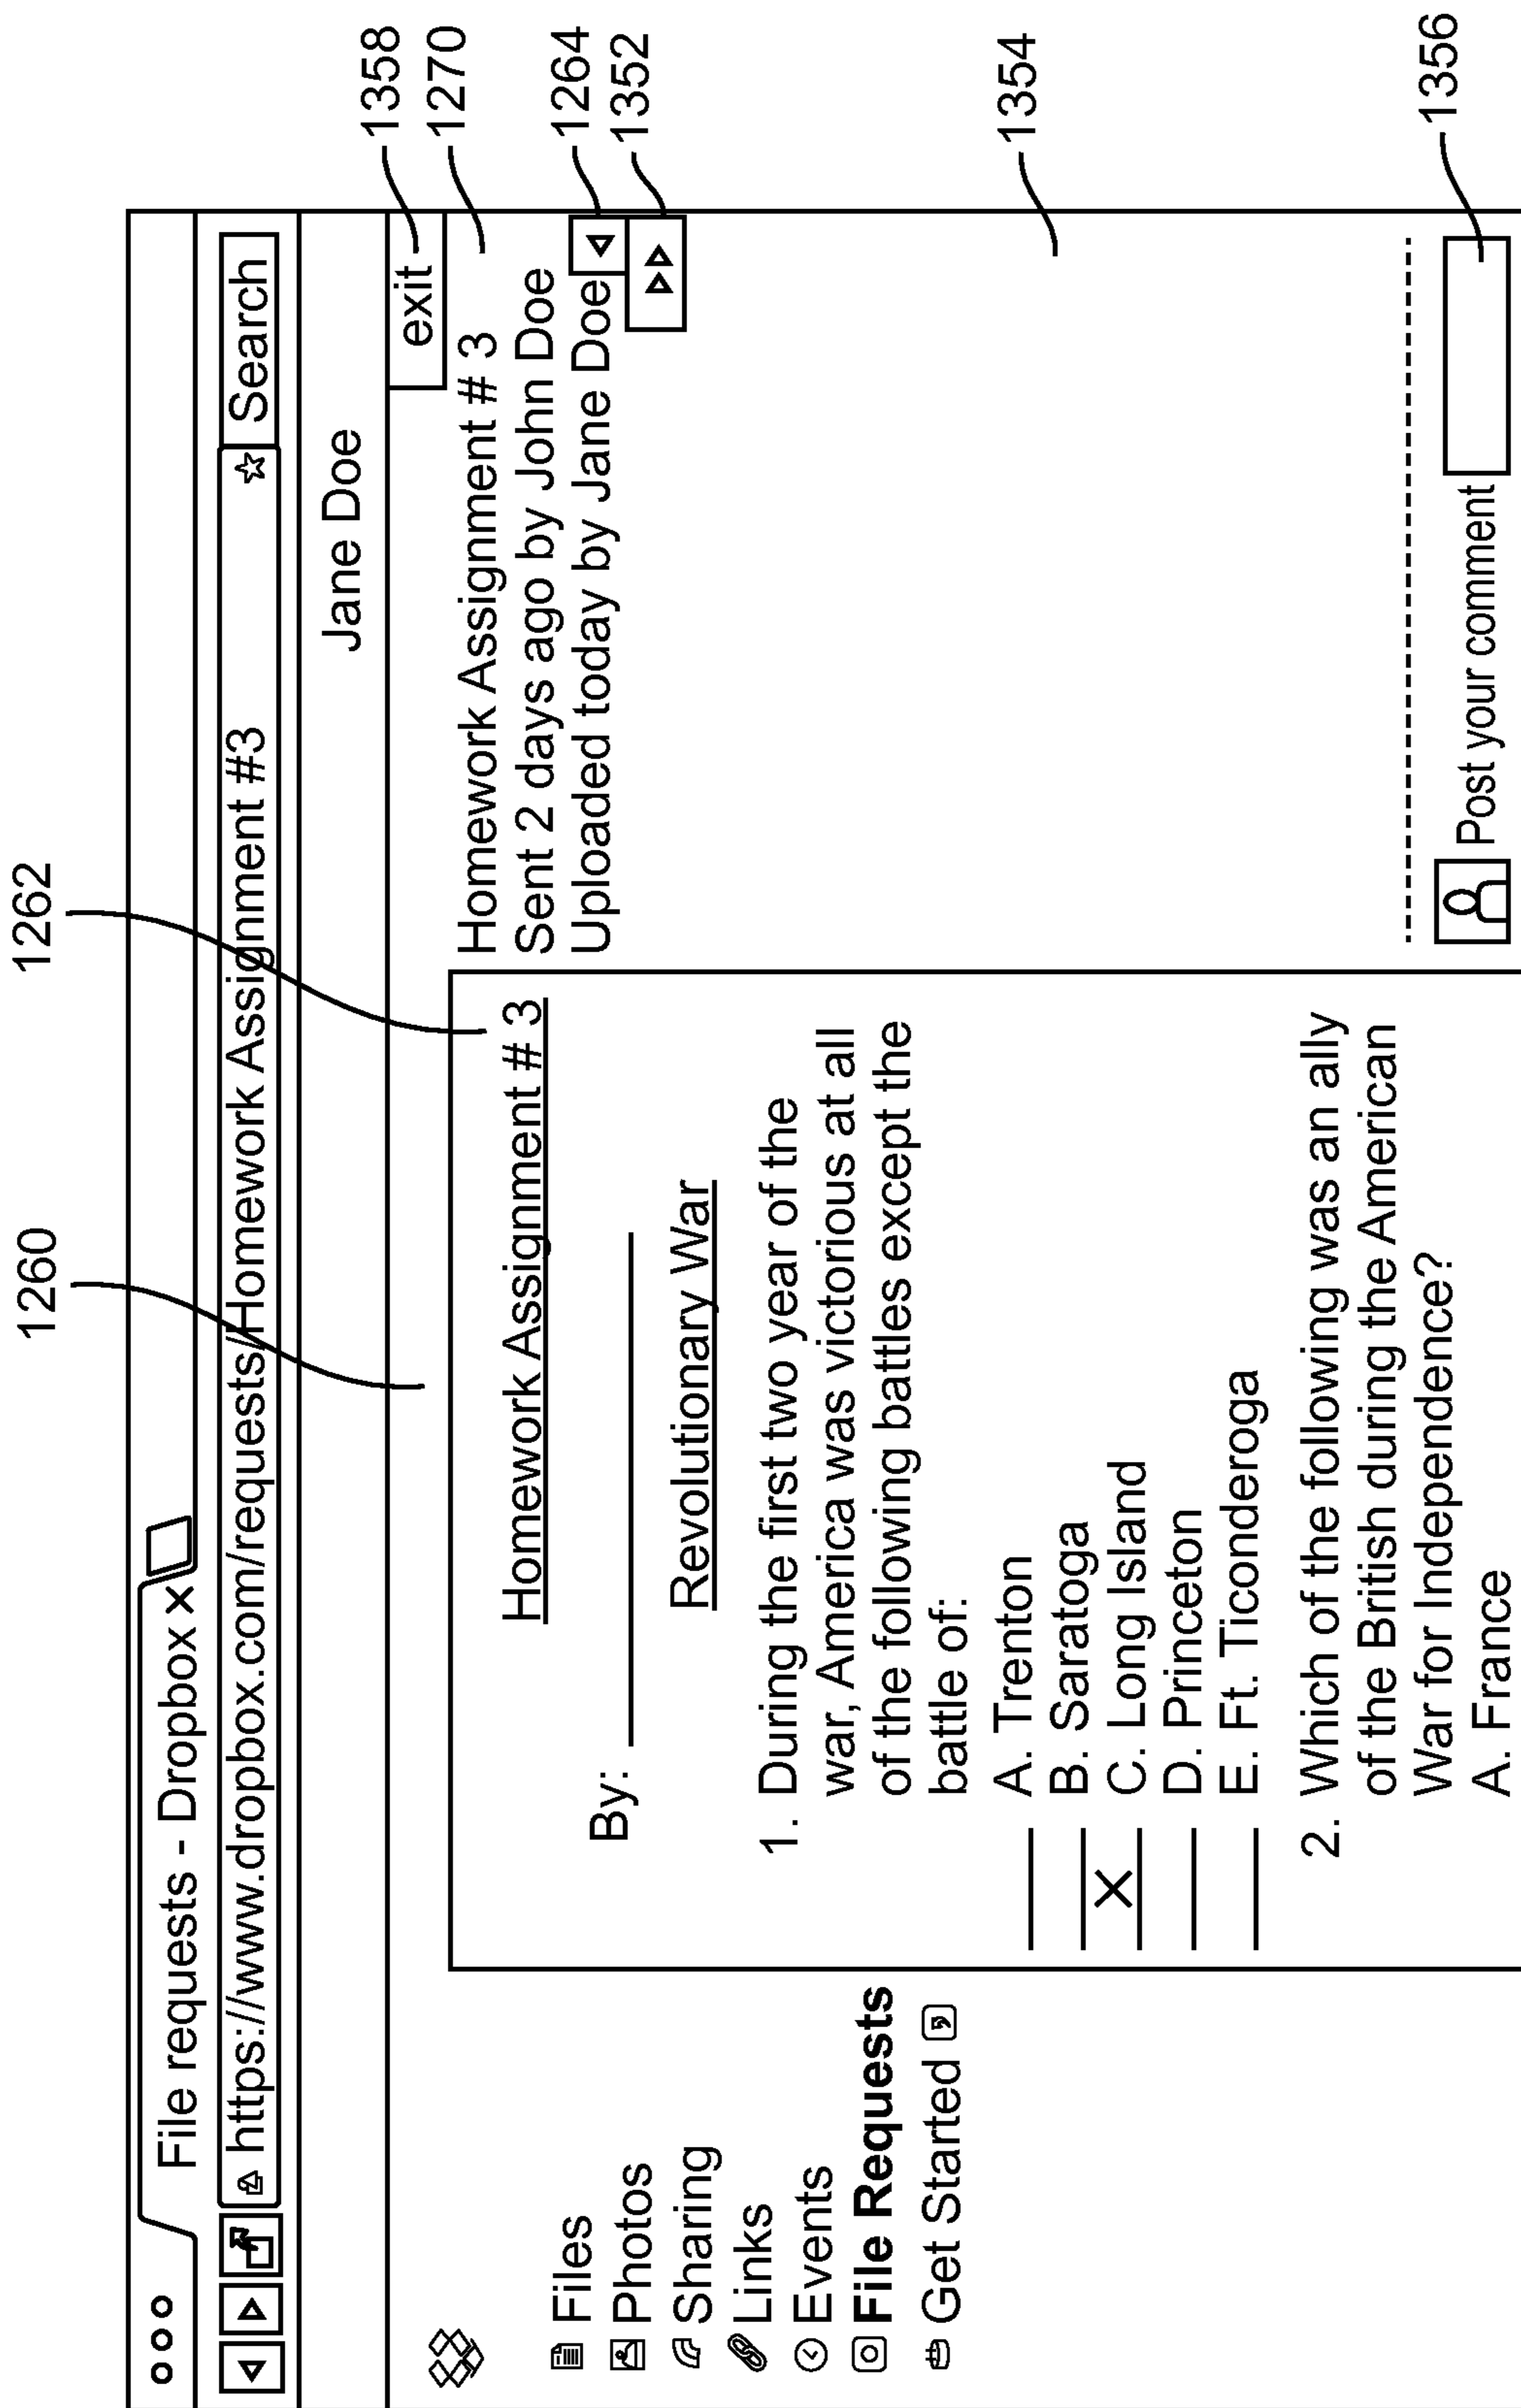 1260
1262
File requests - Dropbox X
https://www.dropbox.com/requests/Homework Assignment #3
Search
Jane Doe
exit
1358
1270
1264
1352
1354
1356
Files
Photos
Sharing
Links
Events
File Requests
Get Started
Homework Assignment # 3
By:
Revolutionary War
1. During the first two year of the
war, America was victorious at all
of the following battles except the
battle of:
A. Trenton
B. Saratoga
X C. Long Island
D. Princeton
E. Ft. Ticonderoga
2. Which of the following was an ally
of the British during the American
War for Independence?
A. France
Homework Assignment # 3
Sent 2 days ago by John Doe
Uploaded today by Jane Doe
Post your comment